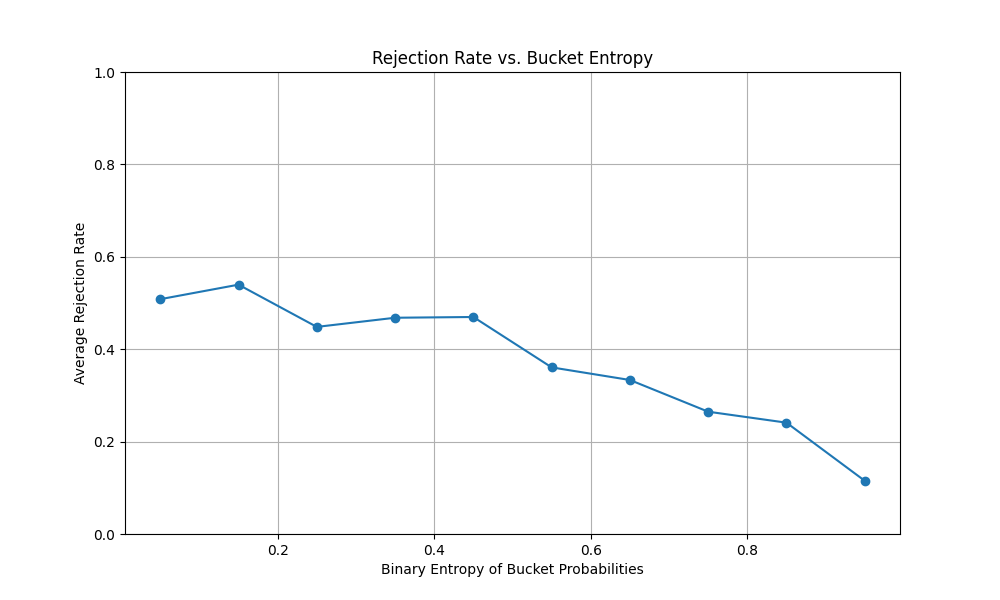 Rejection Rate vs. Bucket Entropy
1.0
0.8
0.6
0.4
0.2
0.0
Average Rejection Rate
0.2 0.4 0.6 0.8
Binary Entropy of Bucket Probabilities